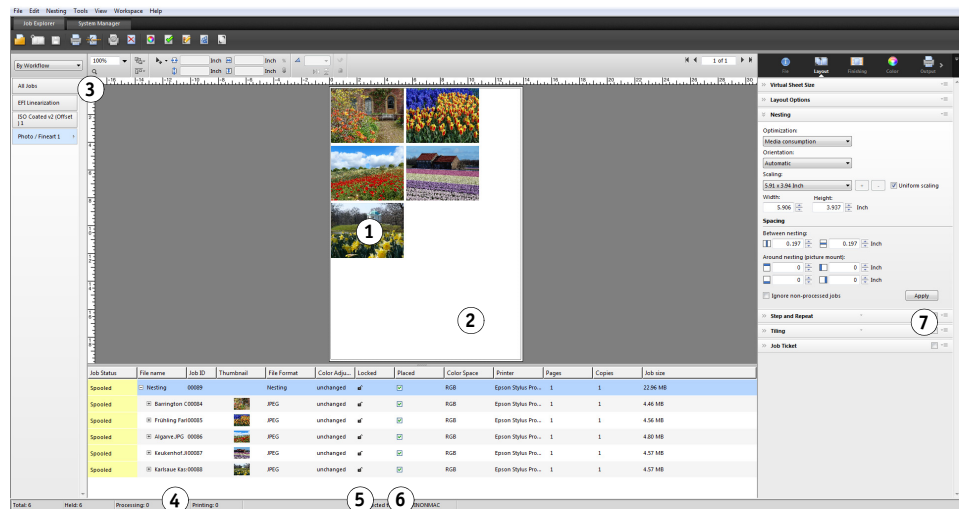 File Edit Nesting Tools View Workspace Help
Job Explorer System Manager
By Workflow 100% Inch Inch Inch Inch 1 of 1
File Layout Finishing Color Output
All Jobs
EFI Linearization
ISO Coated v2 (Offset
) 1
Photo / Fineart 1
3
1
2
Virtual Sheet Size
Layout Options
Nesting
Optimization:
Media consumption
Orientation:
Automatic
Scaling:
5.91 x 3.94 Inch + - Uniform scaling
Width: Height:
5.906 3.937 Inch
Spacing
Between nesting:
0.197 0.197 Inch
Around nesting (picture mount):
0 0 Inch
0 0 Inch
Ignore non-processed jobs Apply
Step and Repeat
7
Tiling
Job Ticket
Job Status File name Job ID Thumbnail File Format Color Adju... Locked Placed Color Space Printer Pages Copies Job size
Spooled Nesting 00089 Nesting unchanged RGB Epson Stylus Pro... 1 1 22.96 MB
Spooled Barrington C 00084 JPEG unchanged RGB Epson Stylus Pro... 1 1 4.46 MB
Spooled Frühling Farl 00085 JPEG unchanged RGB Epson Stylus Pro... 1 1 4.56 MB
Spooled Algarve.JPG 00086 JPEG unchanged RGB Epson Stylus Pro... 1 1 4.80 MB
Spooled Keukenhof.J 00087 JPEG unchanged RGB Epson Stylus Pro... 1 1 4.57 MB
Spooled Karlsaue Kas 00088 JPEG unchanged RGB Epson Stylus Pro... 1 1 4.57 MB
4 5 6
Total: 6 Held: 6 Processing: 0 Printing: 0